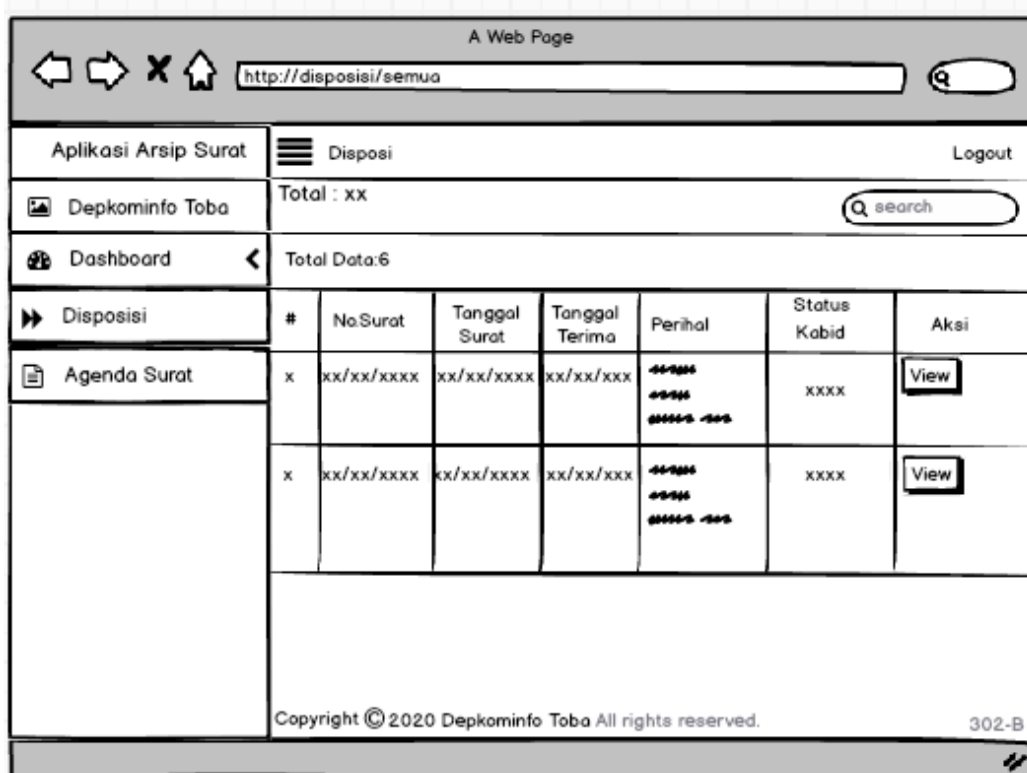 A Web Page
http://disposisi/semua
Aplikasi Arsip Surat
Disposi
Logout
Depkominfo Toba
Total : xx
search
Dashboard
Total Data:6
Disposisi
# No.Surat Tanggal Surat Tanggal Terima Perihal Status Kabid Aksi
Agenda Surat
x xx/xx/xxxx xx/xx/xxxx xx/xx/xxx xxxx View
x xx/xx/xxxx xx/xx/xxxx xx/xx/xxx xxxx View
Copyright © 2020 Depkominfo Toba All rights reserved.
302-B